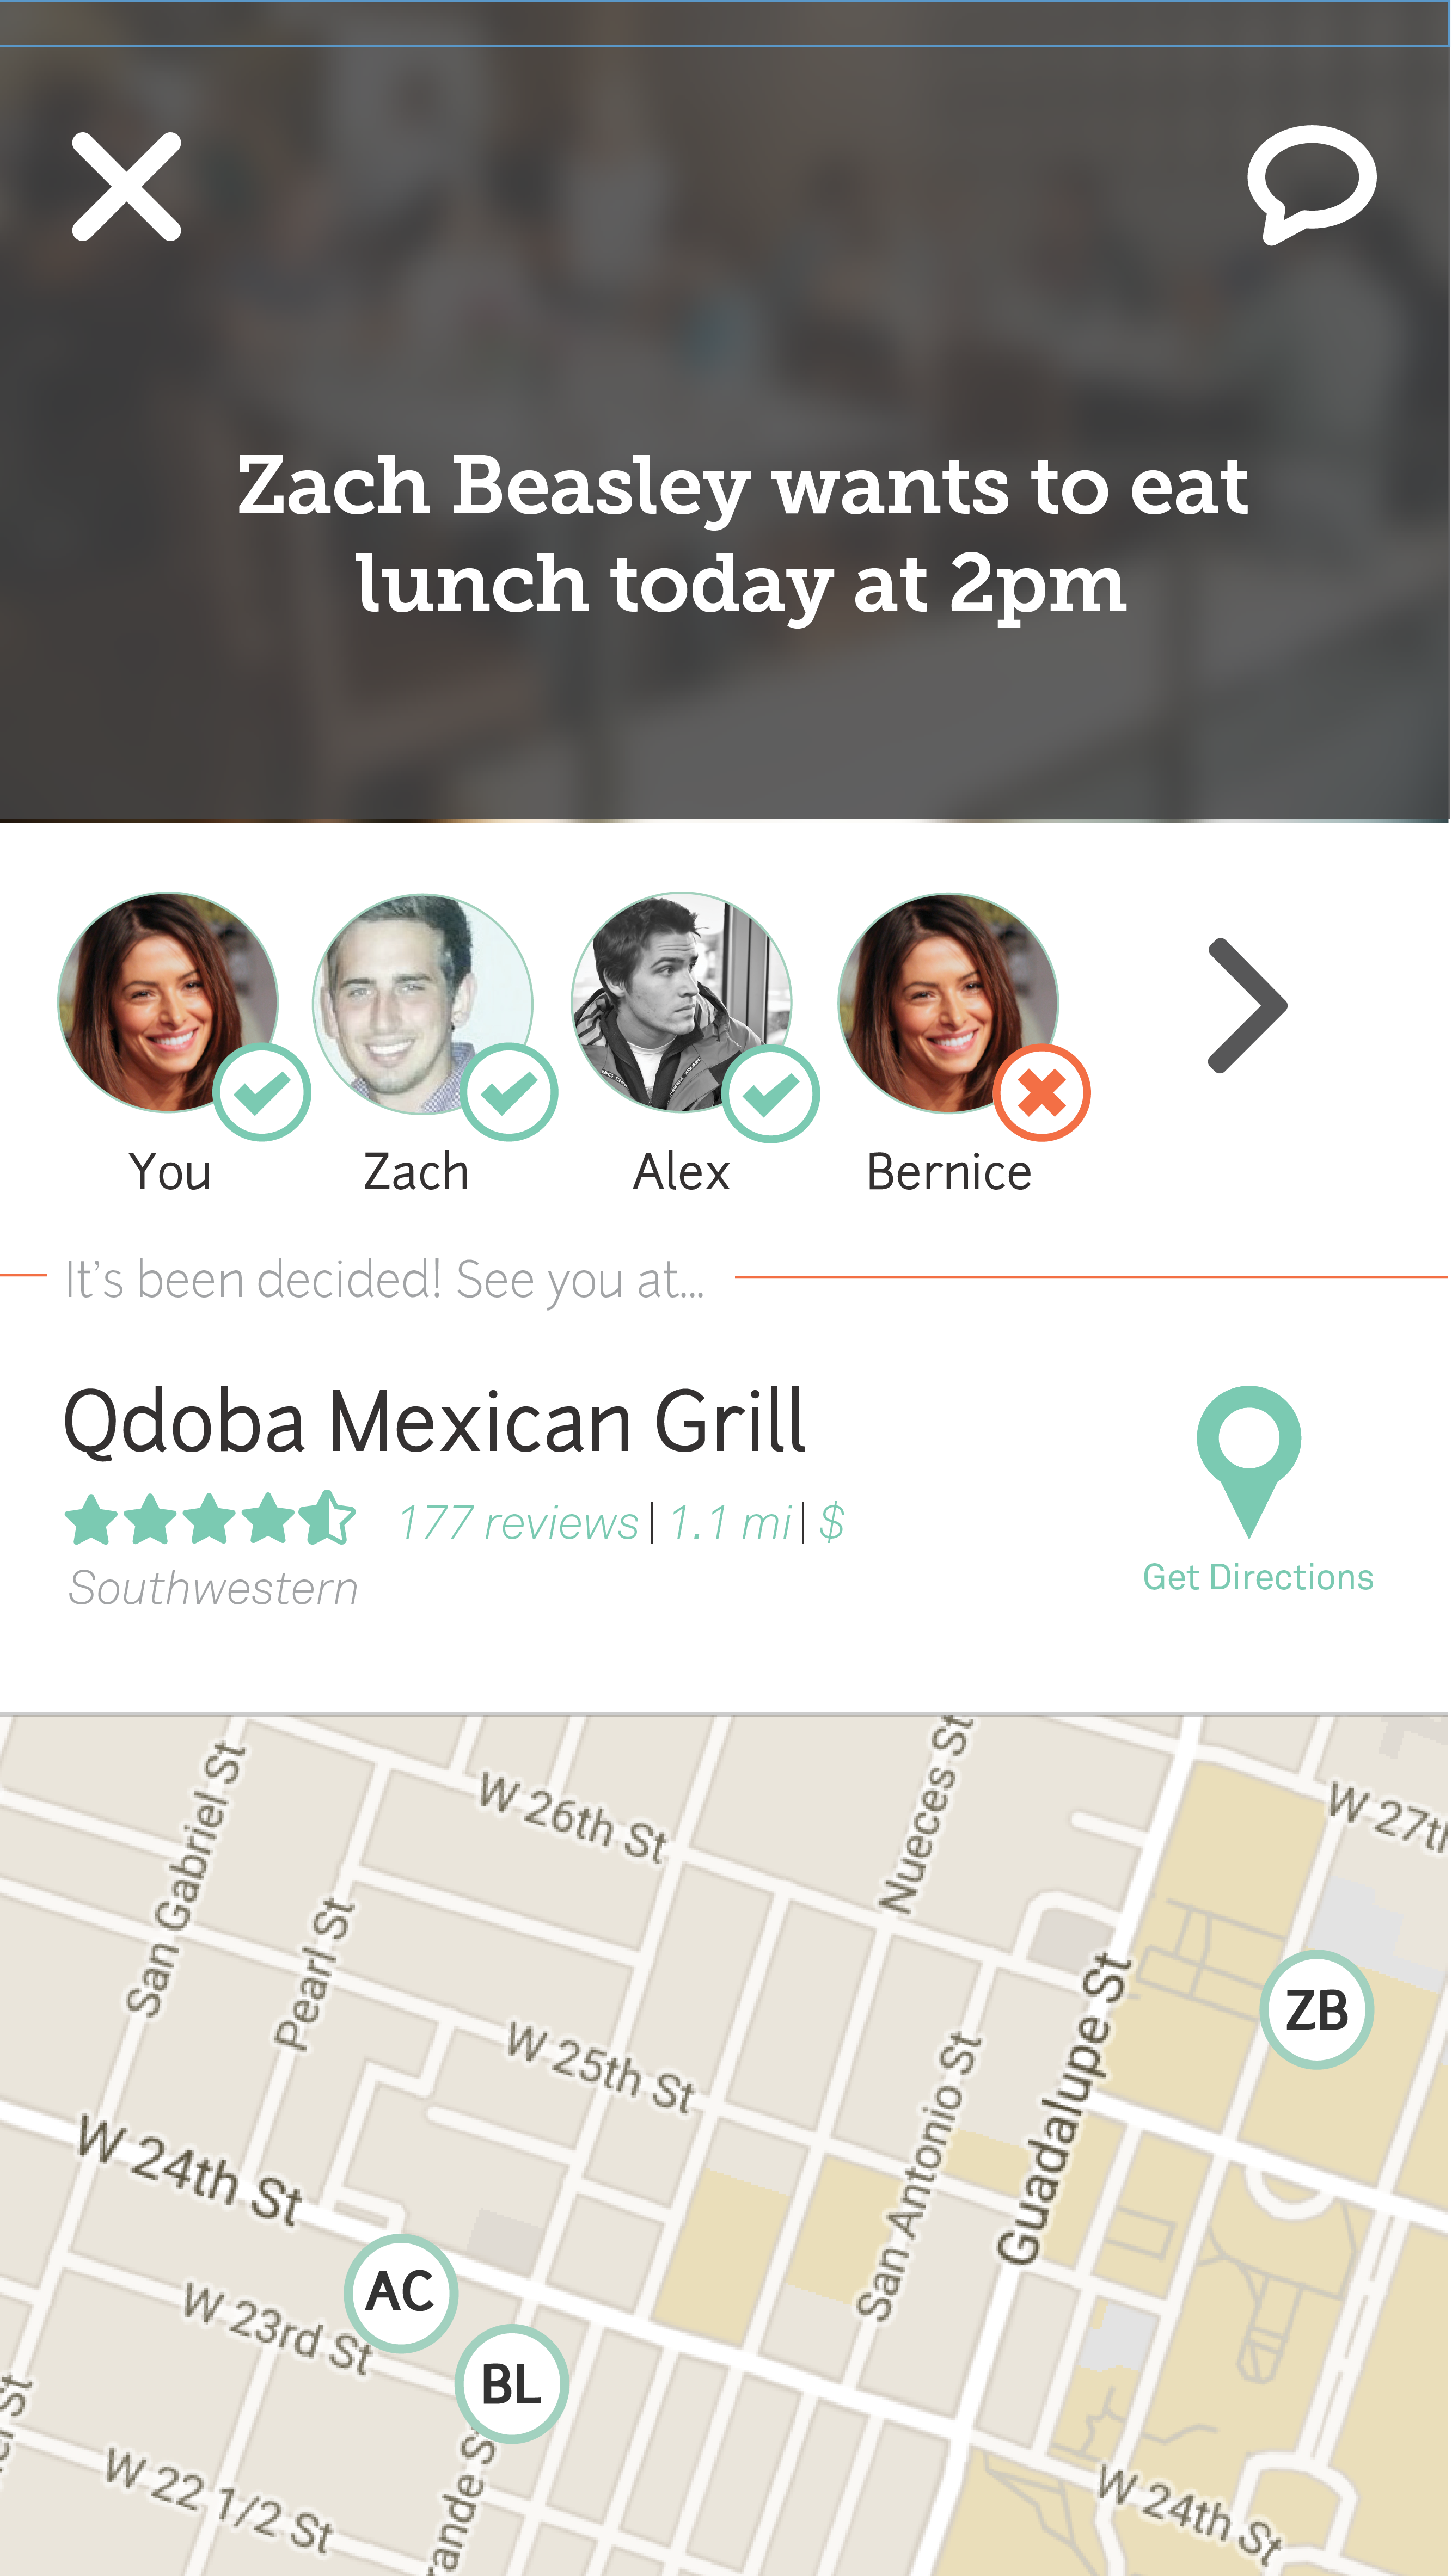 Zach Beasley wants to eat
lunch today at 2pm
You
Zach
Alex
Bernice
It's been decided! See you at...
Qdoba Mexican Grill
177 reviews | 1.1 mi | $
Southwestern
Get Directions
San Gabriel St
Pearl St
W 26th St
Nueces St
W 27t
W 25th St
San Antonio St
Guadalupe St
ZB
W 24th St
AC
W 23rd St
BL
W 22 1/2 St
W 24th St